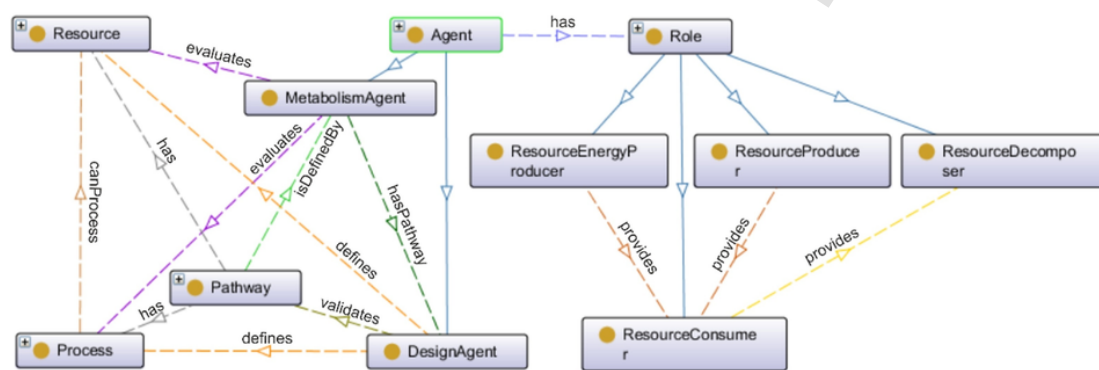 Resource
Agent
has
Role
evaluates
MetabolismAgent
evaluates
isDefinedBy
has
hasPathway
canProcess
ResourceEnergyP
roducer
ResourceProduce
r
ResourceDecompo
ser
provides
provides
provides
defines
Pathway
validates
has
Process
defines
DesignAgent
ResourceConsume
r